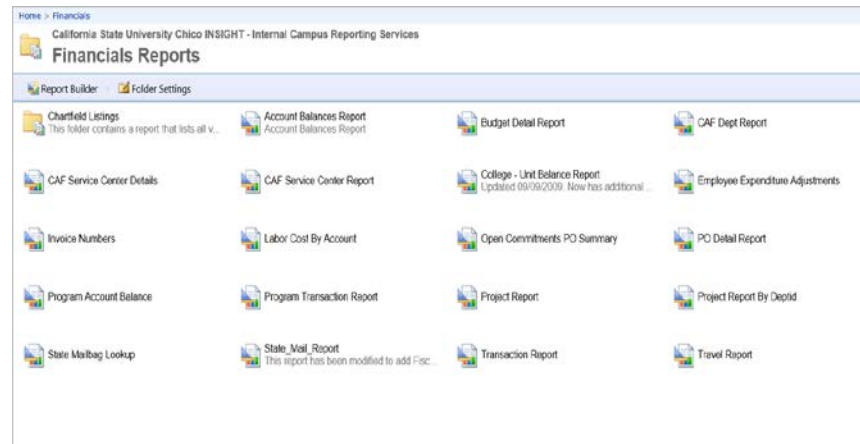 Home > Financials
California State University Chico INSIGHT - Internal Campus Reporting Services
Financials Reports
Report Builder
Folder Settings
Chartfield Listings
This folder contains a report that lists all v...
Account Balances Report
Account Balances Report
Budget Detail Report
CAF Dept Report
CAF Service Center Details
CAF Service Center Report
College - Unit Balance Report
Updated 09/09/2009. Now has additional ...
Employee Expenditure Adjustments
Invoice Numbers
Labor Cost By Account
Open Commitments PO Summary
PO Detail Report
Program Account Balance
Program Transaction Report
Project Report
Project Report By Deptid
State Mailbag Lookup
State_Mail_Report
This report has been modified to add Fisc...
Transaction Report
Travel Report